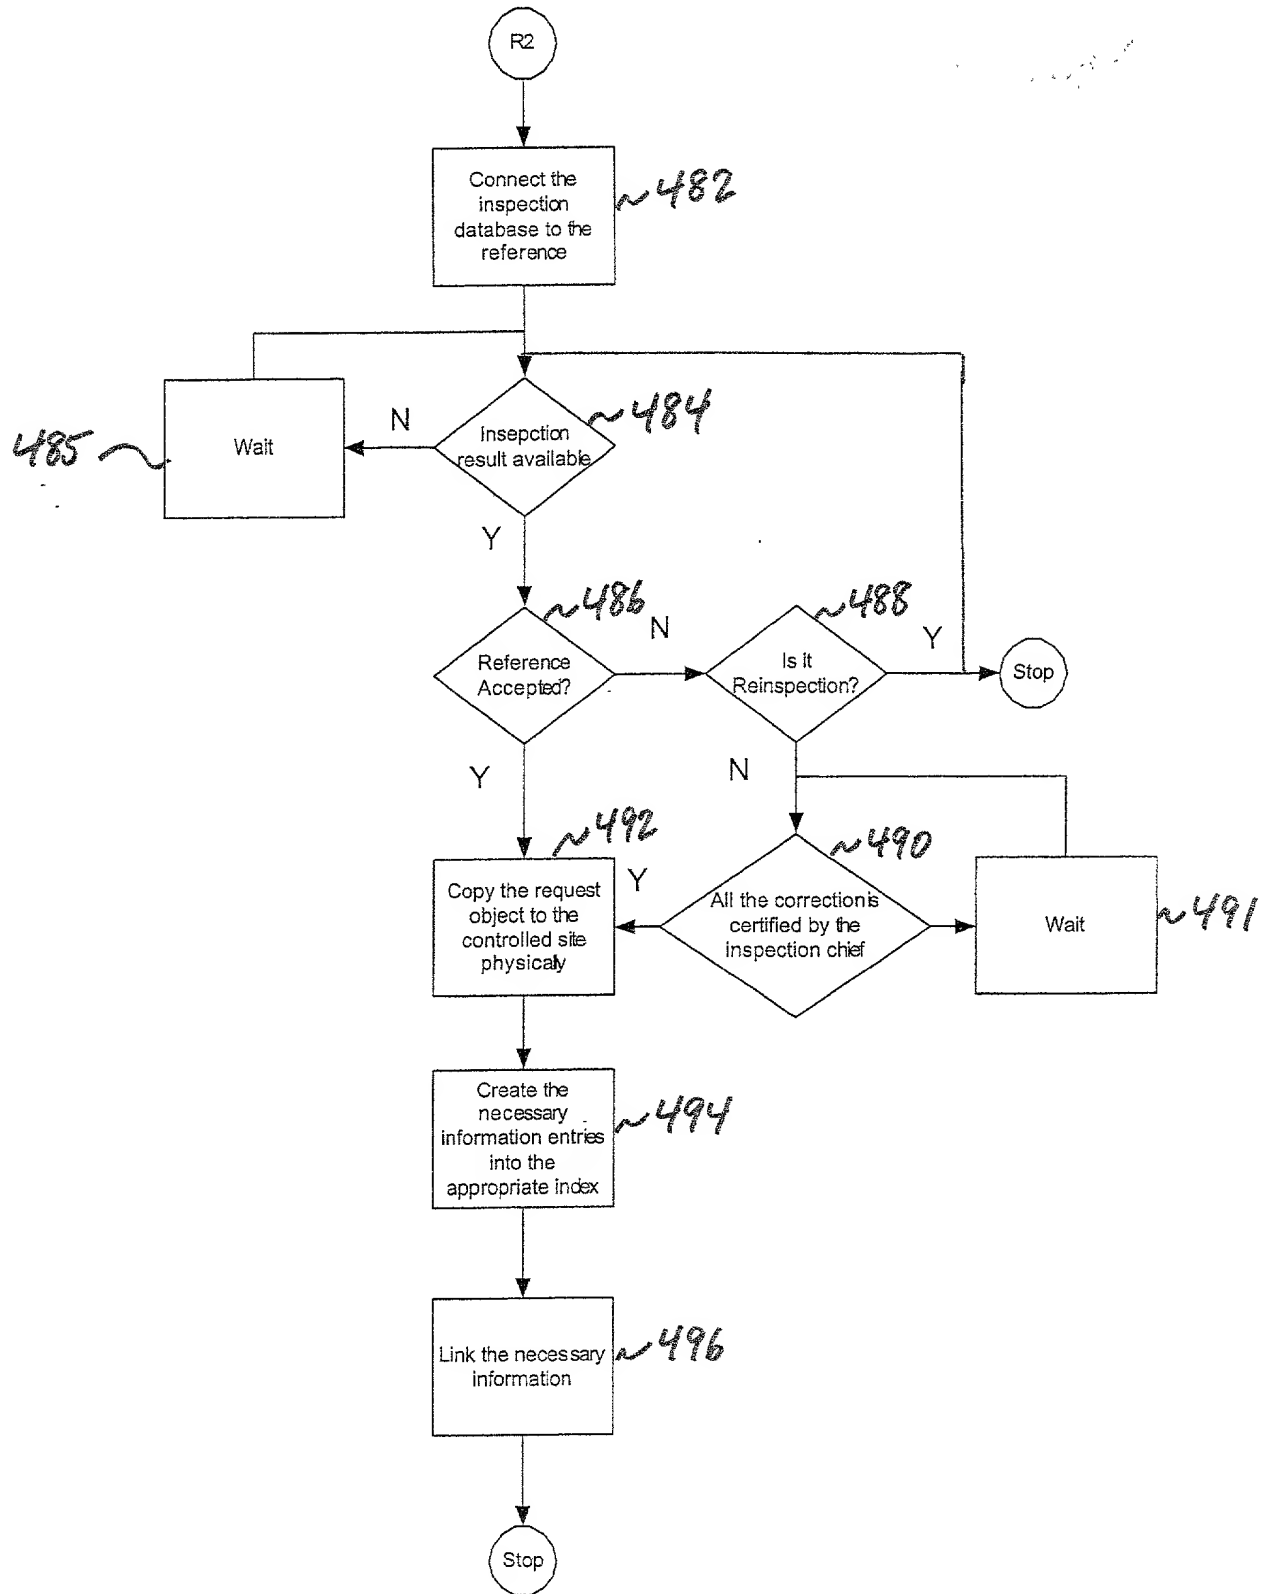 R2
Connect the
inspection
database to the
reference
~482
Insepction
result available
~484
N
Wait
485
Y
Reference
Accepted?
~486
N
Is it
Reinspection?
~488
Y
Stop
Y
N
Copy the request
object to the
controlled site
physicaly
~492
Y
All the correction is
certified by the
inspection chief
~490
Wait
~491
Create the
necessary
information entries
into the
appropriate index
~494
Link the necessary
information
~496
Stop